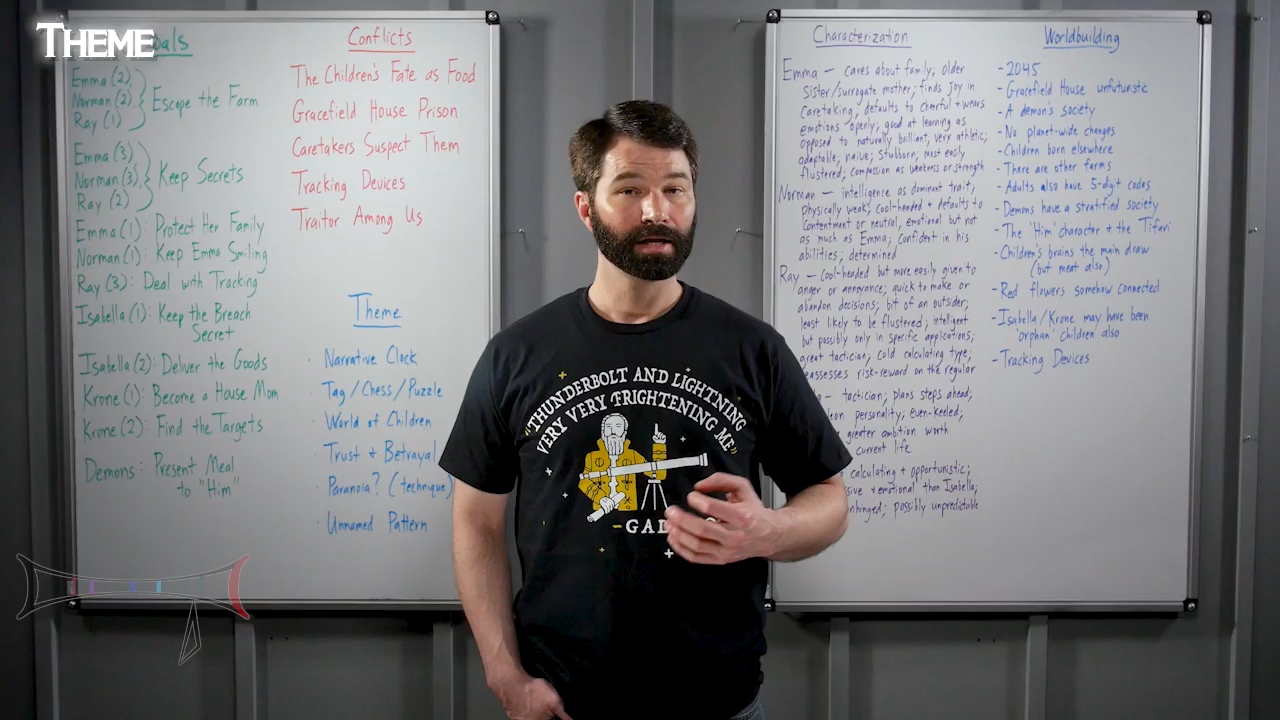 THEME
als
Emma (2)
Norman (2)
Ray (1)
Escape the Farm
Emma (3)
Norman (3)
Ray (2)
Keep Secrets
Emma (1): Protect Her Family
Norman (1): Keep Emma Smiling
Ray (3): Deal with Tracking
Isabella (1): Keep the Breach
Secret
Isabella (2): Deliver the Goods
Krone (1): Become a House Mom
Krone (2): Find the Targets
Demons: Present Meal
to "Him"
Conflicts
The Children's Fate as Food
Gracefield House Prison
Caretakers Suspect Them
Tracking Devices
Traitor Among Us
Theme
· Narrative Clock
· Tag/Chess/Puzzle
· World of Children
· Trust + Betrayal
· Paranoia? (technique)
· Unnamed Pattern
"THUNDERBOLT AND LIGHTNING
VERY VERY FRIGHTENING ME"
-GAL
Characterization
Emma - cares about family; older
sister/surrogate mother; finds joy in
caretaking; defaults to cheerful + wears
emotions openly; good at learning as
opposed to naturally brilliant; very athletic;
adaptable, naive; stubborn; most easily
flustered; compassion as weakness or strength
Norman - intelligence as dominant trait;
physically weak; cool-headed + defaults to
contentment or neutral, emotional but not
as much as Emma; confident in his
abilities; determined
Ray - cool-headed but more easily given to
anger or annoyance; quick to make or
abandon decisions; bit of an outsider;
least likely to be flustered; intelligent
but possibly only in specific applications;
great tactician; cold calculating type;
reassesses risk-reward on the regular
- tactician; plans steps ahead;
personality; even-keeled;
greater ambition worth
current life
calculating + opportunistic;
+ emotional than Isabella;
nhinged; possibly unpredictable
Worldbuilding
- 2045
- Gracefield House unfuturistic
- A demon's society
- No planet-wide changes
- Children born elsewhere
- There are other farms
- Adults also have 5-digit codes
- Demons have a stratified society
- The 'Him' character + the Tifari
- Children's brains the main draw
(but meat also)
- Red flowers somehow connected
- Isabella/Krone may have been
'orphan' children also
- Tracking Devices